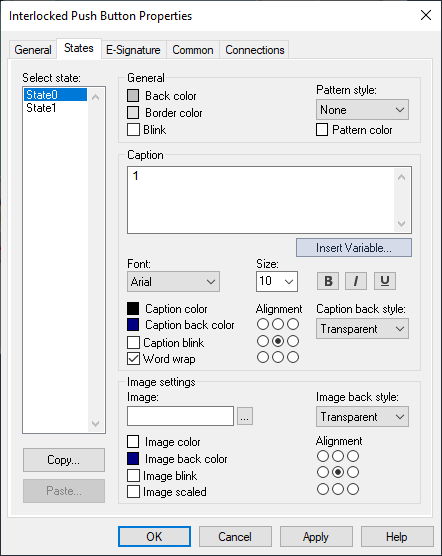 Interlocked Push Button Properties
General States E-Signature Common Connections
Select state:
State0
State1
Copy...
Paste...
General
Back color
Border color
Blink
Pattern style:
None
Pattern color
Caption
1
Insert Variable...
Font:
Arial
Size:
10
B I U
Caption color
Caption back color
Caption blink
Word wrap
Alignment
Caption back style:
Transparent
Image settings
Image:
...
Image back style:
Transparent
Image color
Image back color
Image blink
Image scaled
Alignment
OK Cancel Apply Help